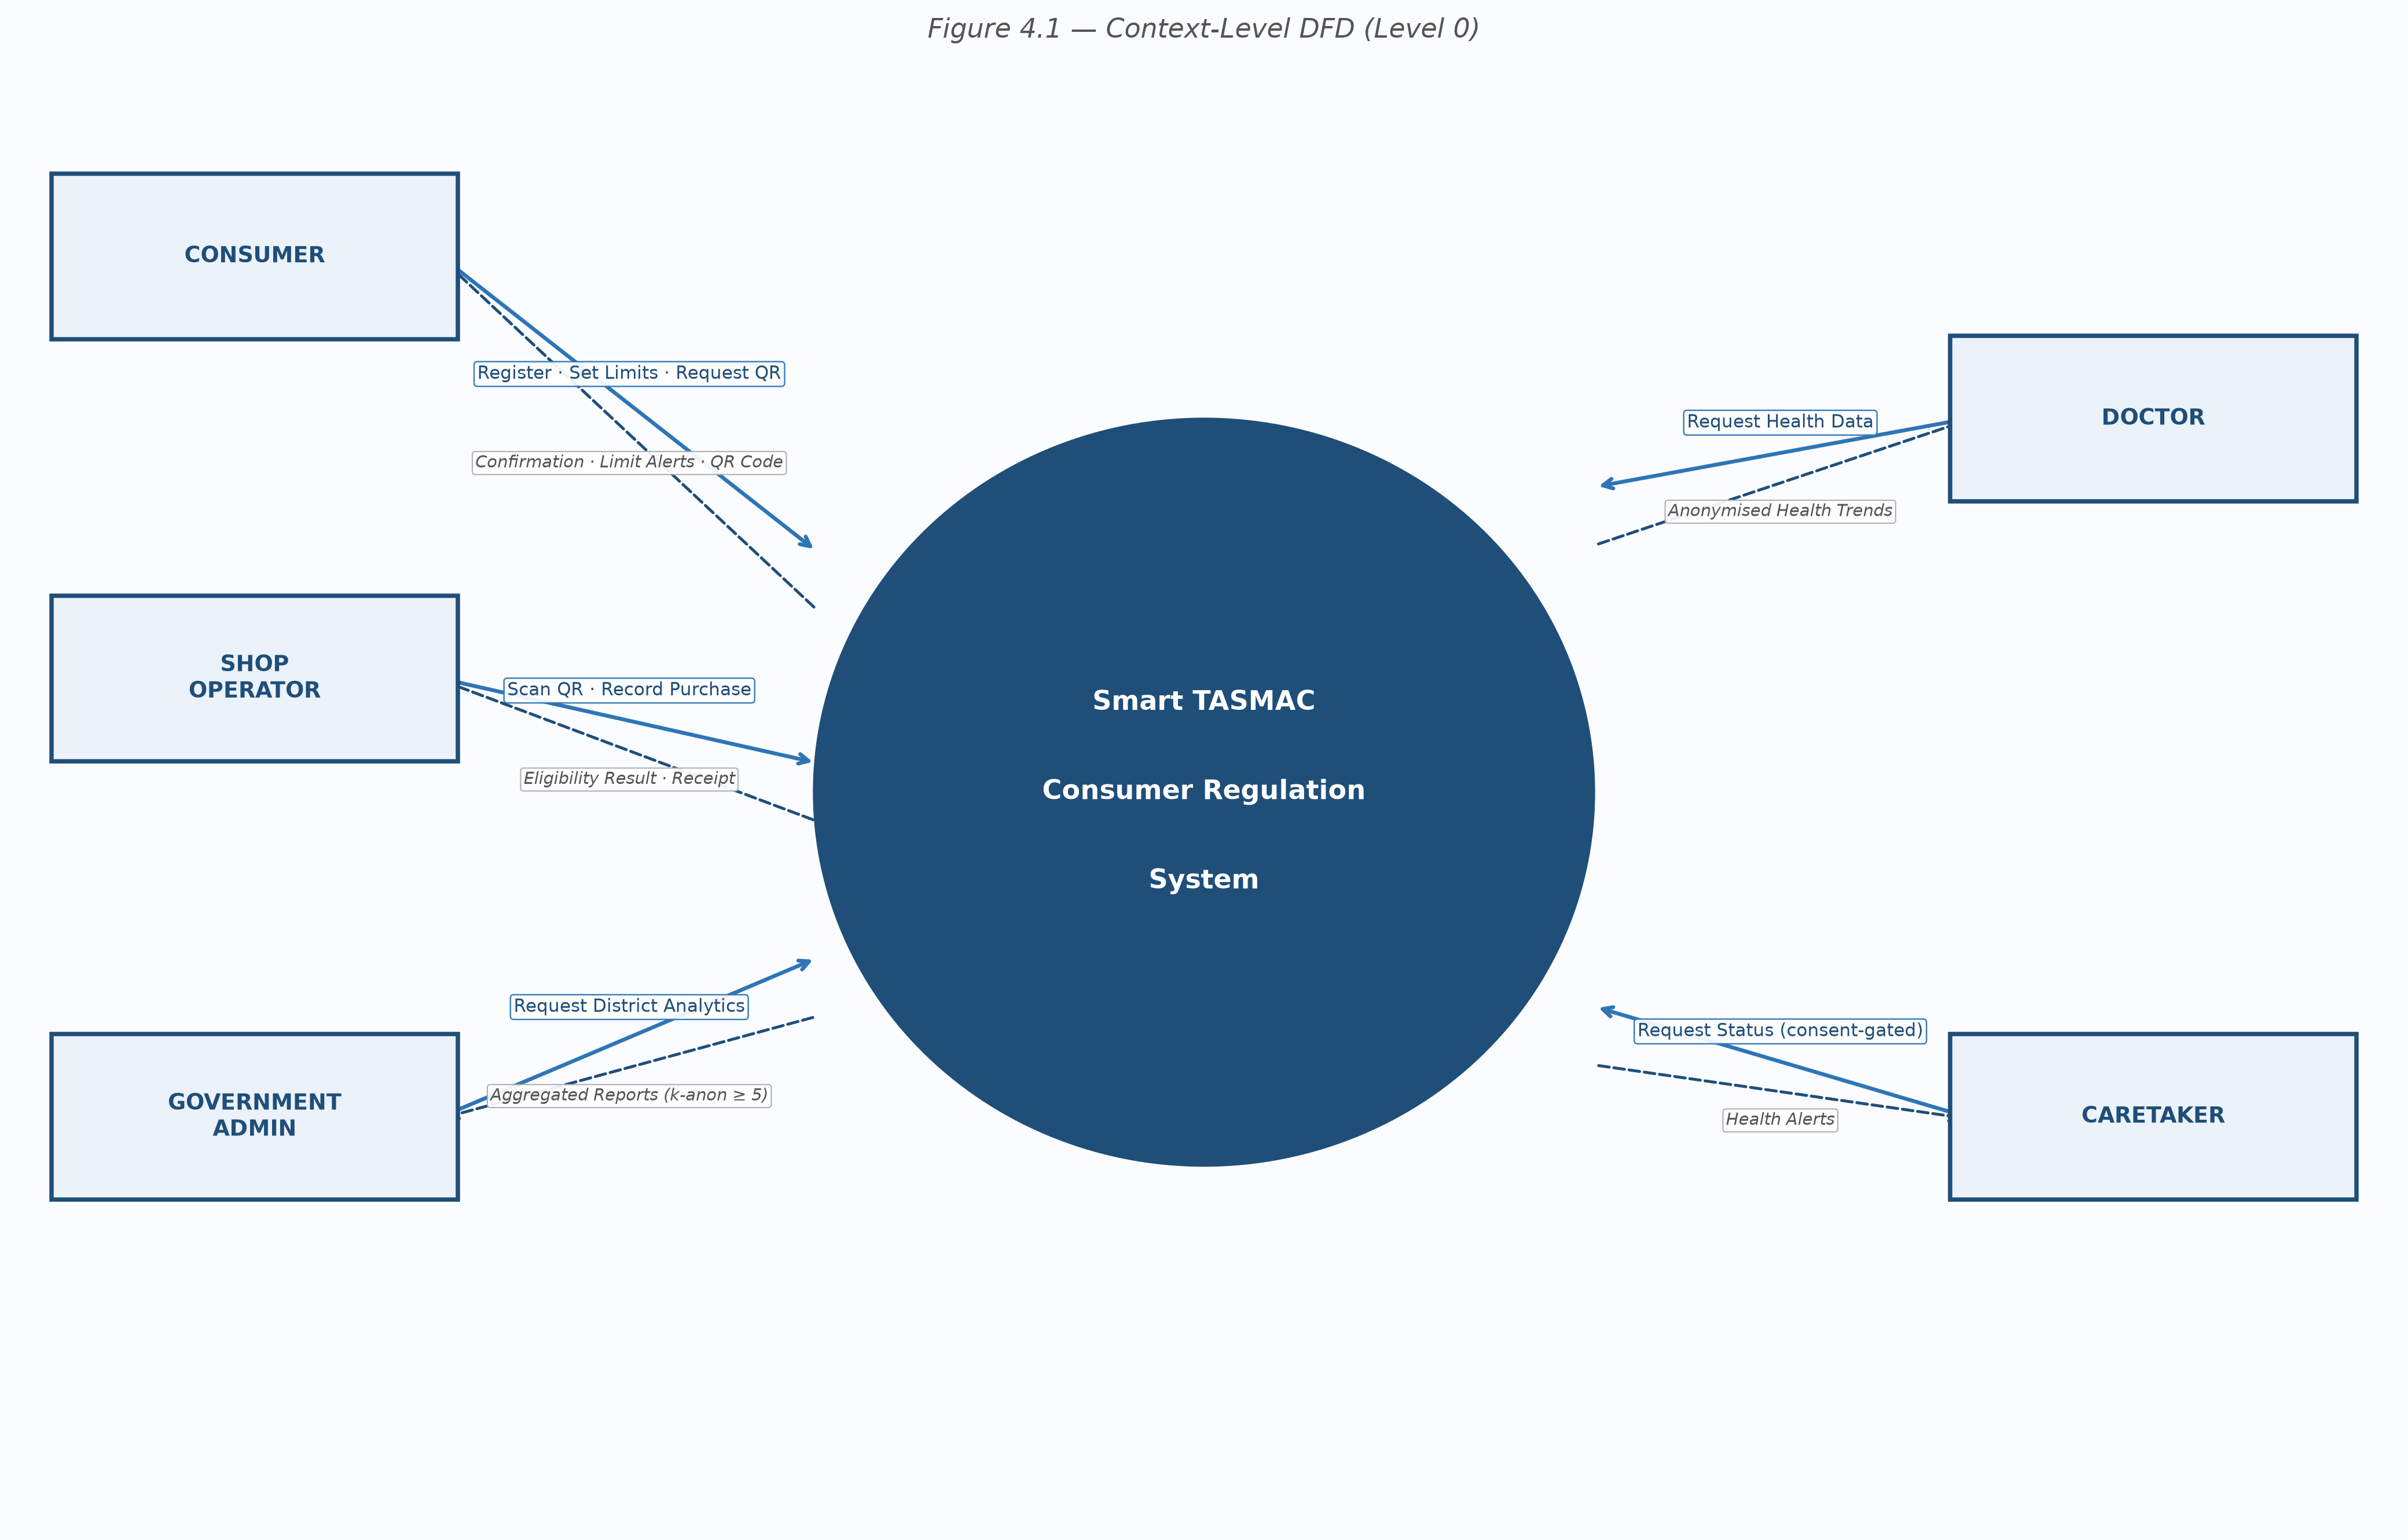 Figure 4.1 — Context-Level DFD (Level 0)
CONSUMER
Register · Set Limits · Request QR
Confirmation · Limit Alerts · QR Code
SHOP
OPERATOR
Scan QR · Record Purchase
Eligibility Result · Receipt
GOVERNMENT
ADMIN
Request District Analytics
Aggregated Reports (k-anon ≥ 5)
Smart TASMAC
Consumer Regulation
System
DOCTOR
Request Health Data
Anonymised Health Trends
CARETAKER
Request Status (consent-gated)
Health Alerts